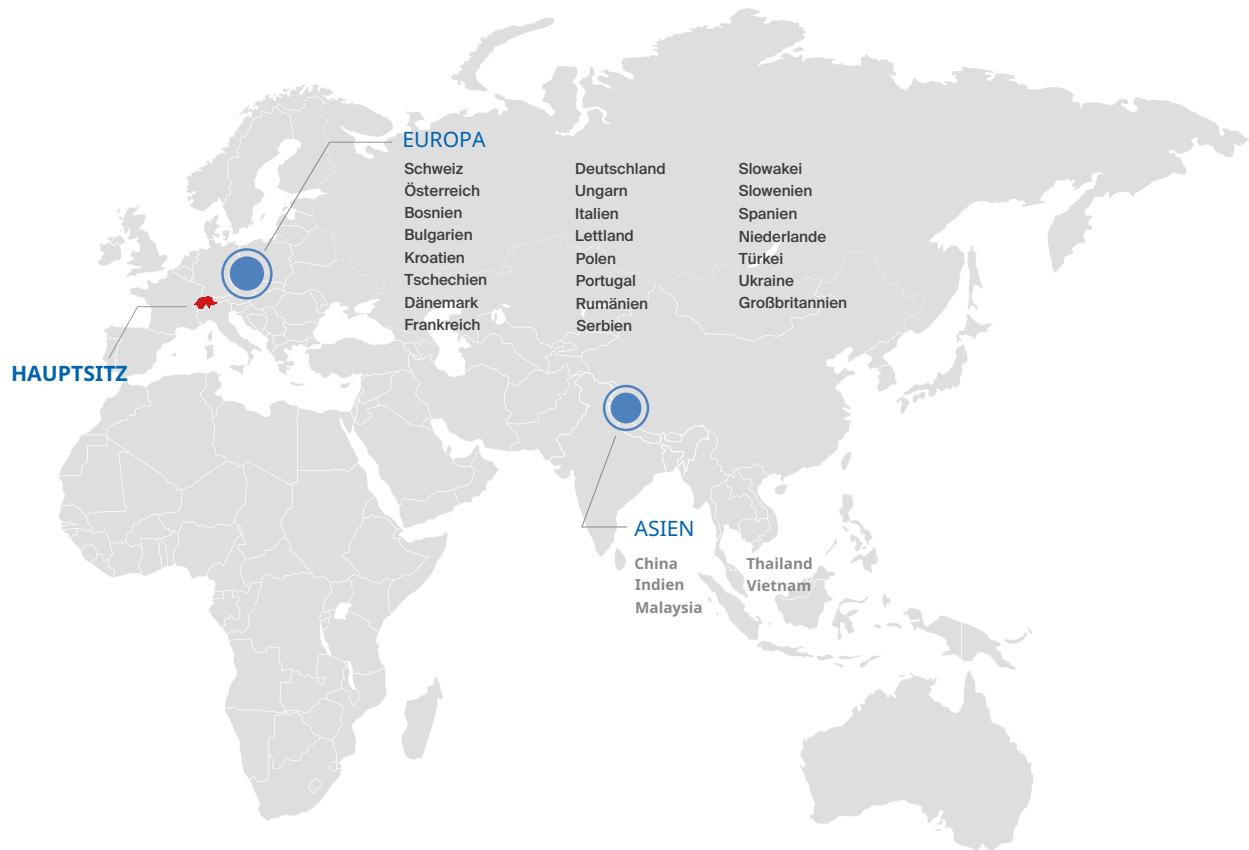 EUROPA
Schweiz
Österreich
Bosnien
Bulgarien
Kroatien
Tschechien
Dänemark
Frankreich
Deutschland
Ungarn
Italien
Lettland
Polen
Portugal
Rumänien
Serbien
Slowakei
Slowenien
Spanien
Niederlande
Türkei
Ukraine
Großbritannien
HAUPTSITZ
ASIEN
China
Indien
Malaysia
Thailand
Vietnam